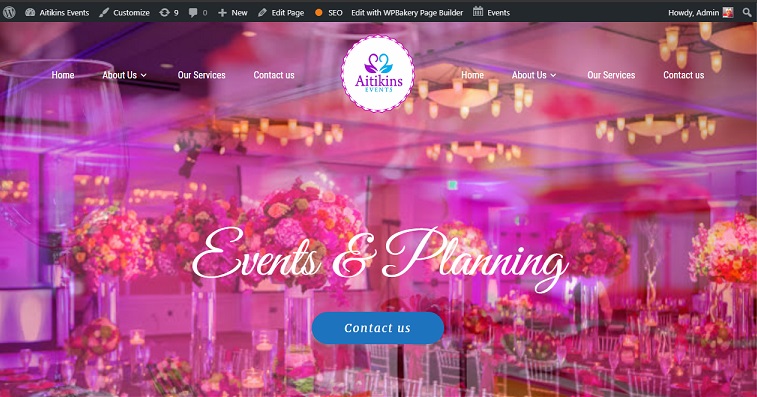 Aitikins Events Customize 9 0 New Edit Page SEO Edit with WPBakery Page Builder Events Howdy, Admin
Home About Us Our Services Contact us Aitikins EVENTS Home About Us Our Services Contact us
Events & Planning
Contact us